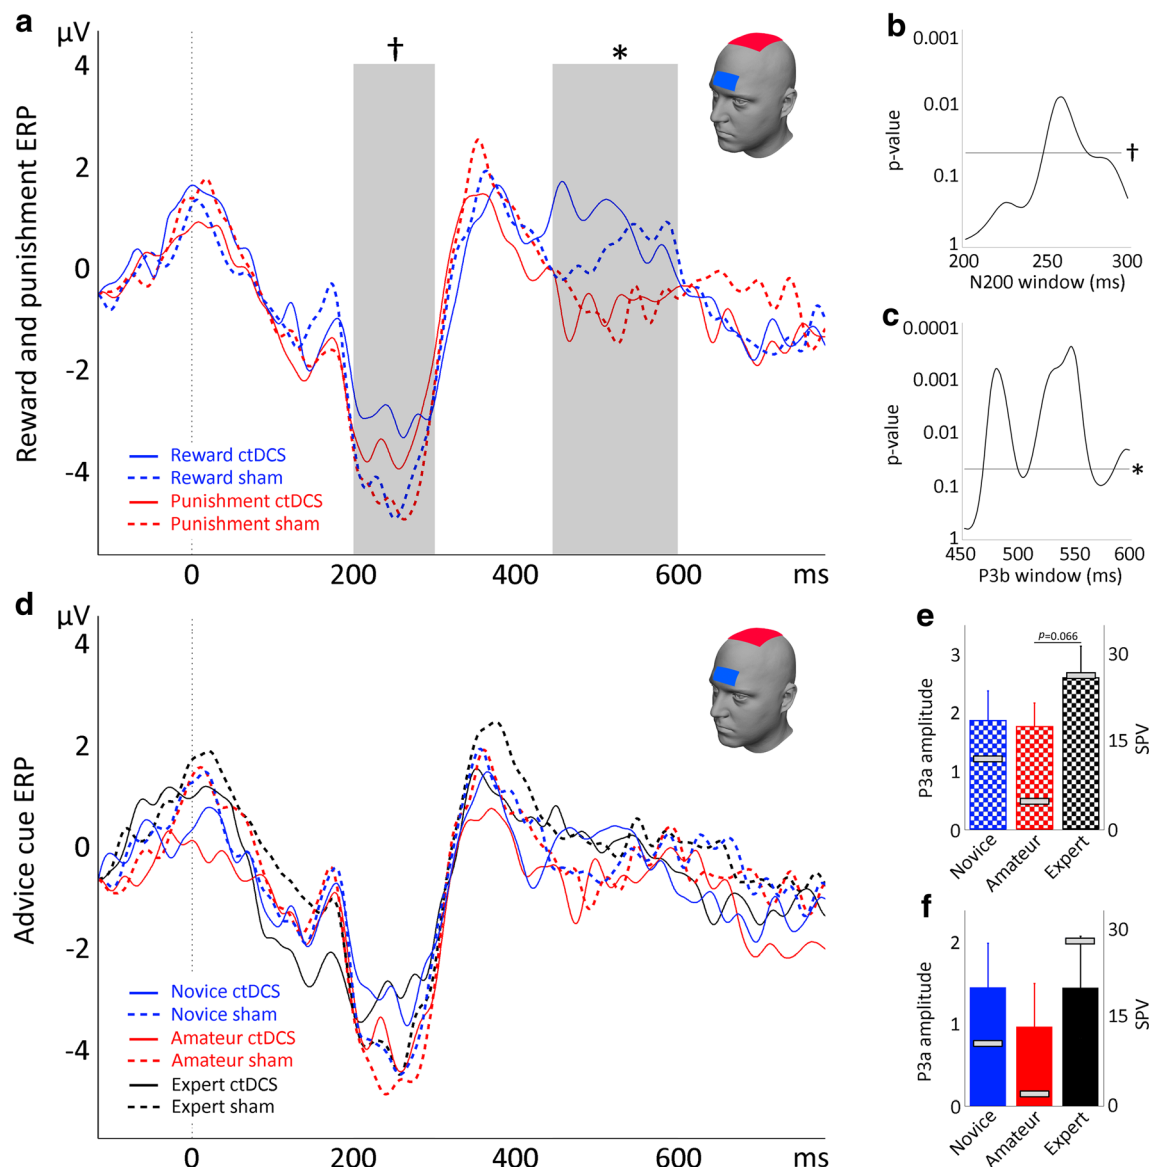 a
µV
†
*
4
2
0
-2
-4
Reward and punishment ERP
Reward ctDCS
Reward sham
Punishment ctDCS
Punishment sham
0
200
400
600
ms
b
0.001
0.01
0.1
1
p-value
†
200
250
300
N200 window (ms)
c
0.0001
0.001
0.01
0.1
1
p-value
*
450
500
550
600
P3b window (ms)
d
µV
4
2
0
-2
-4
Advice cue ERP
Novice ctDCS
Novice sham
Amateur ctDCS
Amateur sham
Expert ctDCS
Expert sham
0
200
400
600
ms
e
p=0.066
3
2
1
0
P3a amplitude
30
15
0
SPV
Novice
Amateur
Expert
f
2
1
0
P3a amplitude
30
15
0
SPV
Novice
Amateur
Expert